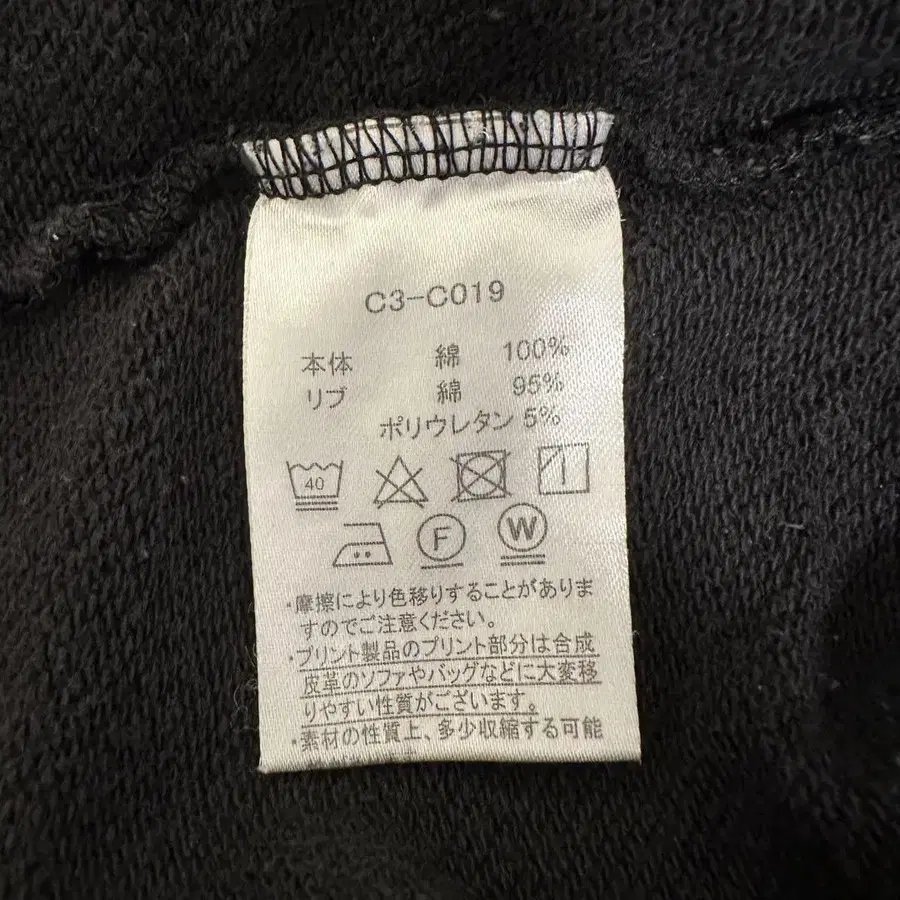 C3-C019
本体 綿 100%
リブ 綿 95%
ポリウレタン 5%
40
F W
・摩擦により色移りすることがありま
すのでご注意ください。
・プリント製品のプリント部分は合成
皮革のソファやバッグなどに大変移
りやすい性質がございます。
・素材の性質上、多少収縮する可能